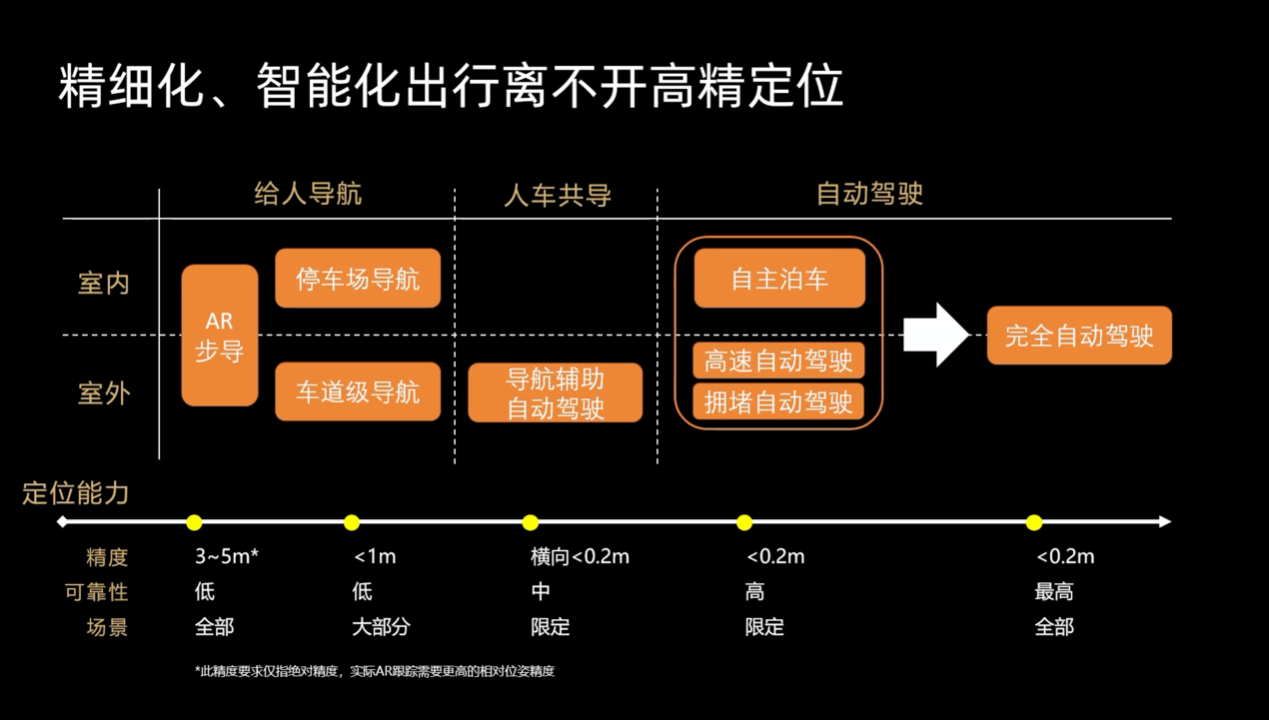 精细化、智能化出行离不开高精定位
给人导航
人车共导
自动驾驶
室内
室外
AR
步导
停车场导航
车道级导航
导航辅助
自动驾驶
自主泊车
高速自动驾驶
拥堵自动驾驶
完全自动驾驶
定位能力
精度 3~5m* <1m 横向<0.2m <0.2m <0.2m
可靠性 低 低 中 高 最高
场景 全部 大部分 限定 限定 全部
*此精度要求仅指绝对精度，实际AR跟踪需要更高的相对位姿精度